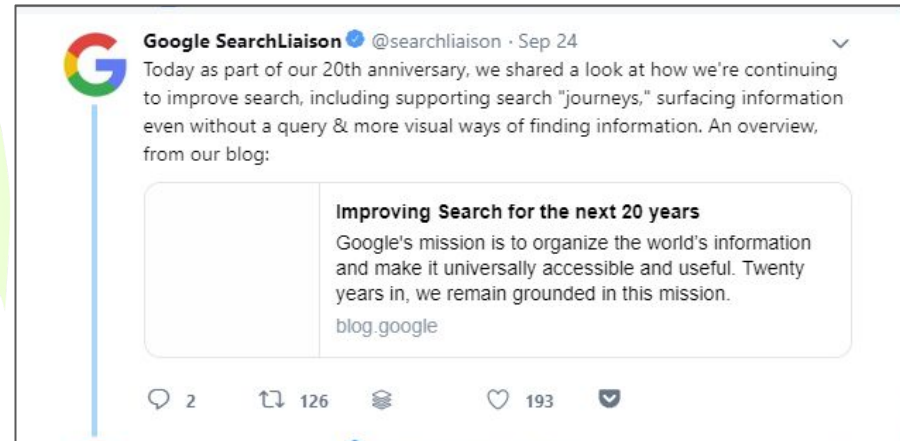 Google SearchLiaison @searchliaison · Sep 24
Today as part of our 20th anniversary, we shared a look at how we're continuing
to improve search, including supporting search "journeys," surfacing information
even without a query & more visual ways of finding information. An overview,
from our blog:
Improving Search for the next 20 years
Google's mission is to organize the world's information
and make it universally accessible and useful. Twenty
years in, we remain grounded in this mission.
blog.google
2 126 193